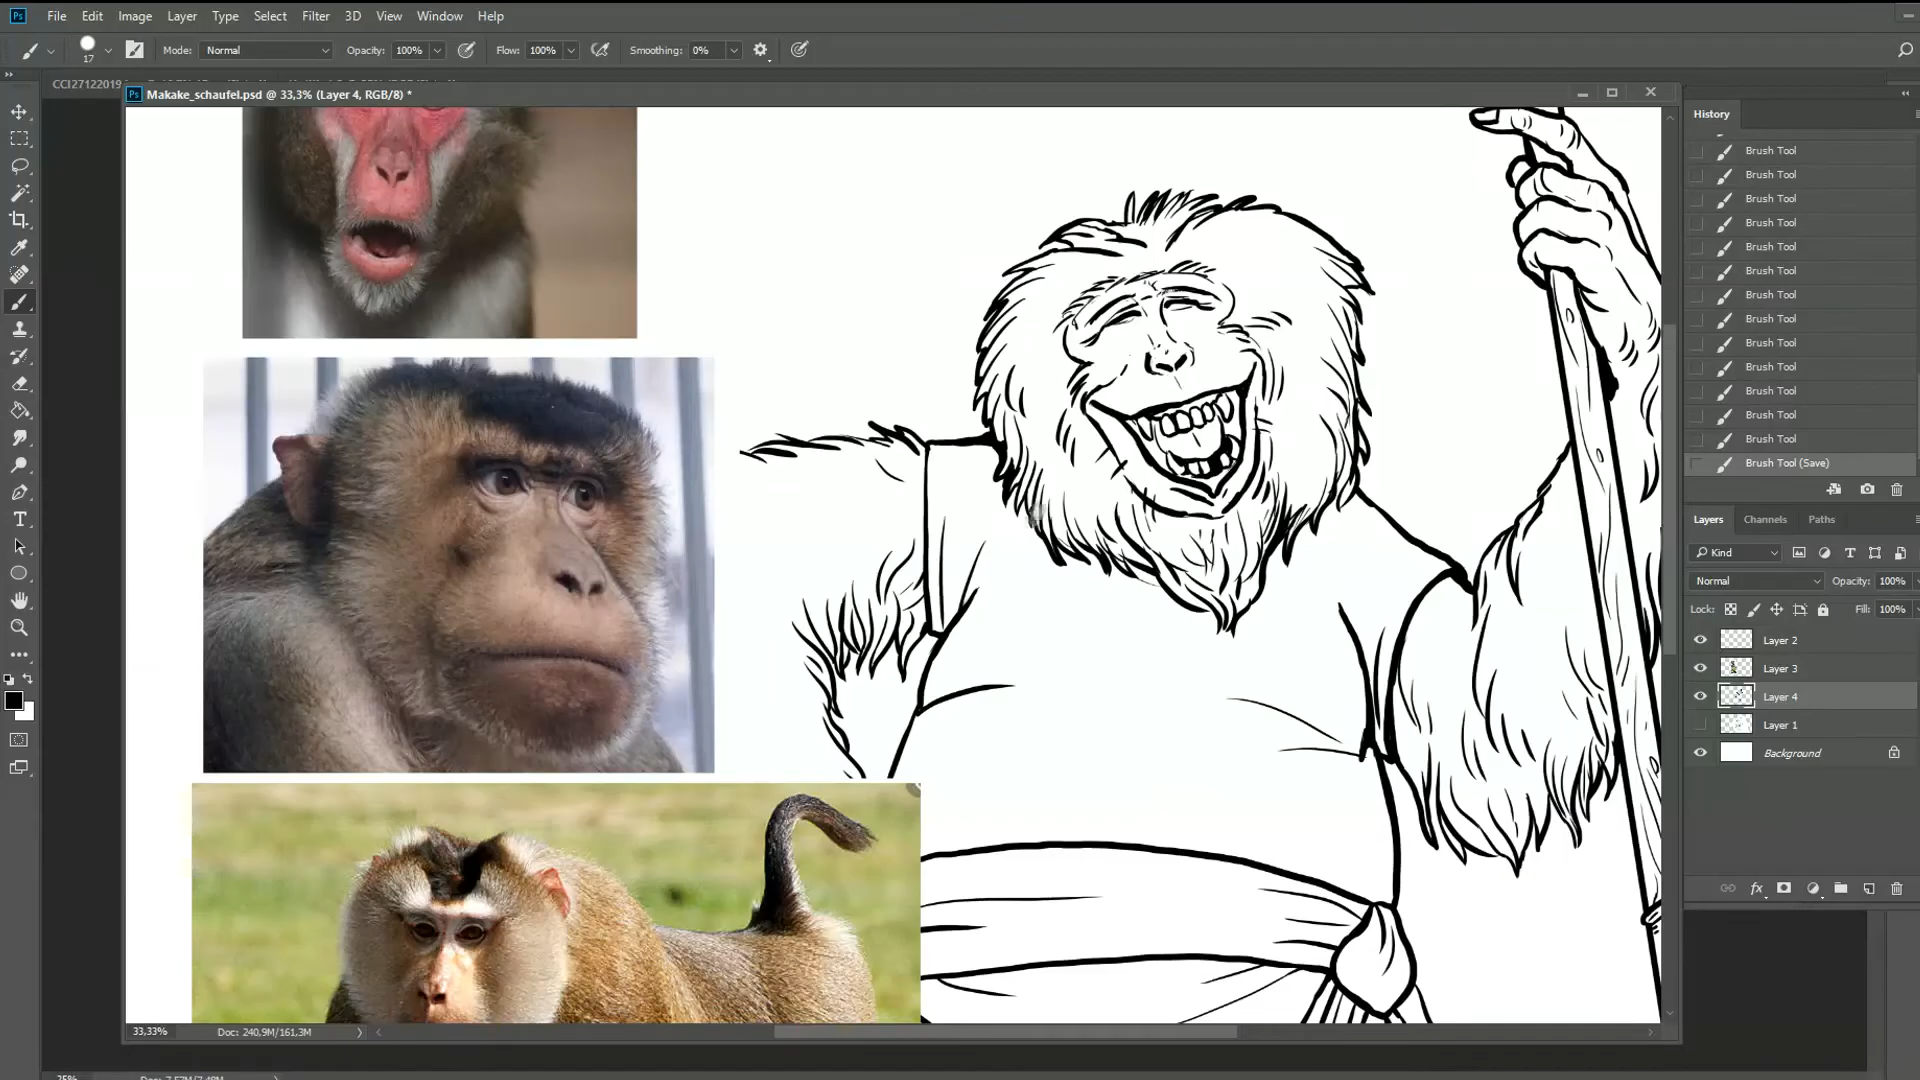 Ps File Edit Image Layer Type Select Filter 3D View Window Help
17 Mode: Normal Opacity: 100% Flow: 100% Smoothing: 0%
CCI27122019
Ps Makake_schaufel.psd @ 33,3% (Layer 4, RGB/8) *
History
Brush Tool
Brush Tool
Brush Tool
Brush Tool
Brush Tool
Brush Tool
Brush Tool
Brush Tool
Brush Tool
Brush Tool
Brush Tool
Brush Tool
Brush Tool
Brush Tool (Save)
Layers Channels Paths
Kind
Normal Opacity: 100%
Lock: Fill: 100%
Layer 2
Layer 3
Layer 4
Layer 1
Background
fx
33,33% Doc: 240,9M/161,3M